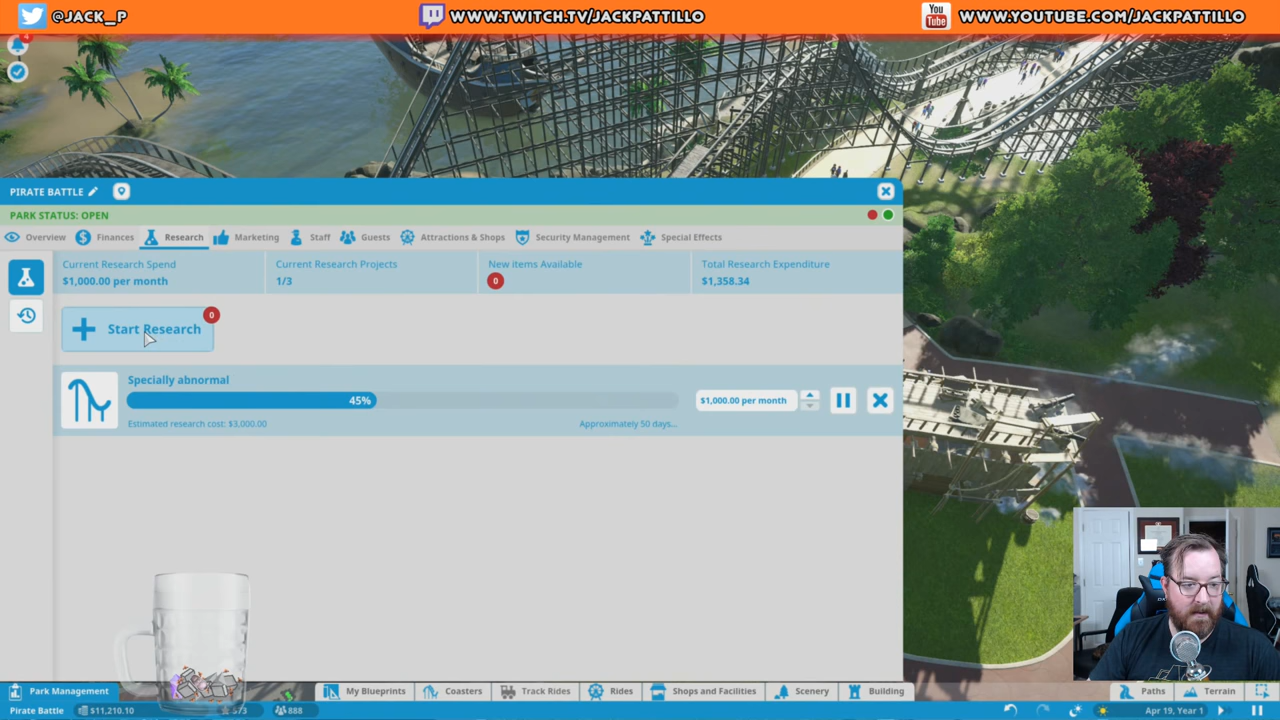 @JACK_P
WWW.TWITCH.TV/JACKPATTILLO
You Tube
WWW.YOUTUBE.COM/JACKPATTILLO
4
PIRATE BATTLE
PARK STATUS: OPEN
Overview
Finances
Research
Marketing
Staff
Guests
Attractions & Shops
Security Management
Special Effects
Current Research Spend
$1,000.00 per month
Current Research Projects
1/3
New items Available
0
Total Research Expenditure
$1,358.34
Start Research
0
Specially abnormal
45%
$1,000.00 per month
Estimated research cost: $3,000.00
Approximately 50 days...
Park Management
My Blueprints
Coasters
Track Rides
Rides
Shops and Facilities
Scenery
Building
Paths
Terrain
Pirate Battle
$11,210.10
573
888
Apr 19, Year 1